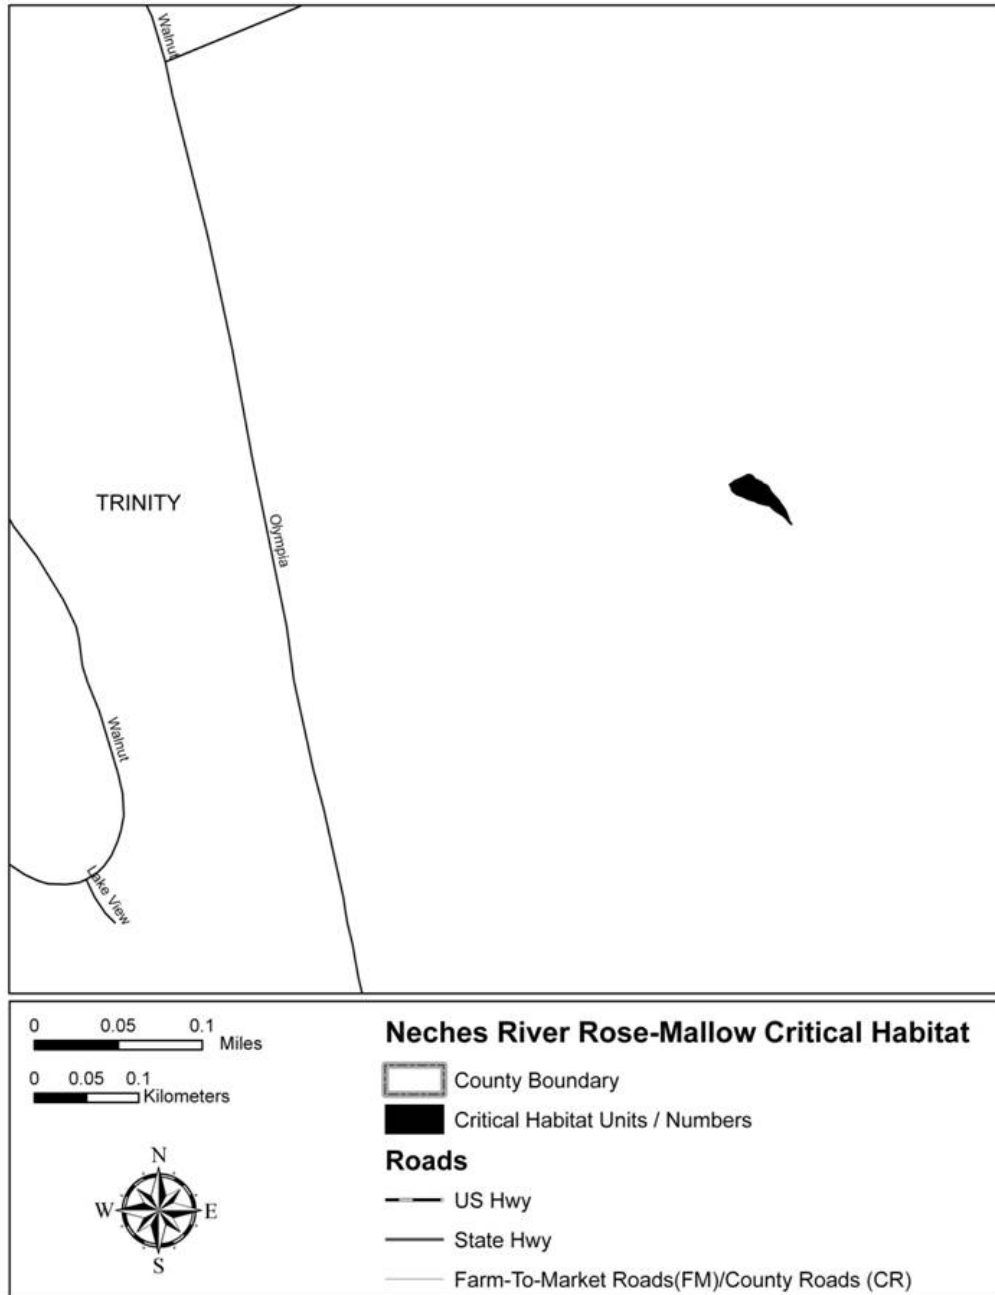 Walnut
TRINITY
Olympia
Walnut
Lake View
0 0.05 0.1
Miles
0 0.05 0.1
Kilometers
N
W E
S
Neches River Rose-Mallow Critical Habitat
County Boundary
Critical Habitat Units / Numbers
Roads
US Hwy
State Hwy
Farm-To-Market Roads(FM)/County Roads (CR)